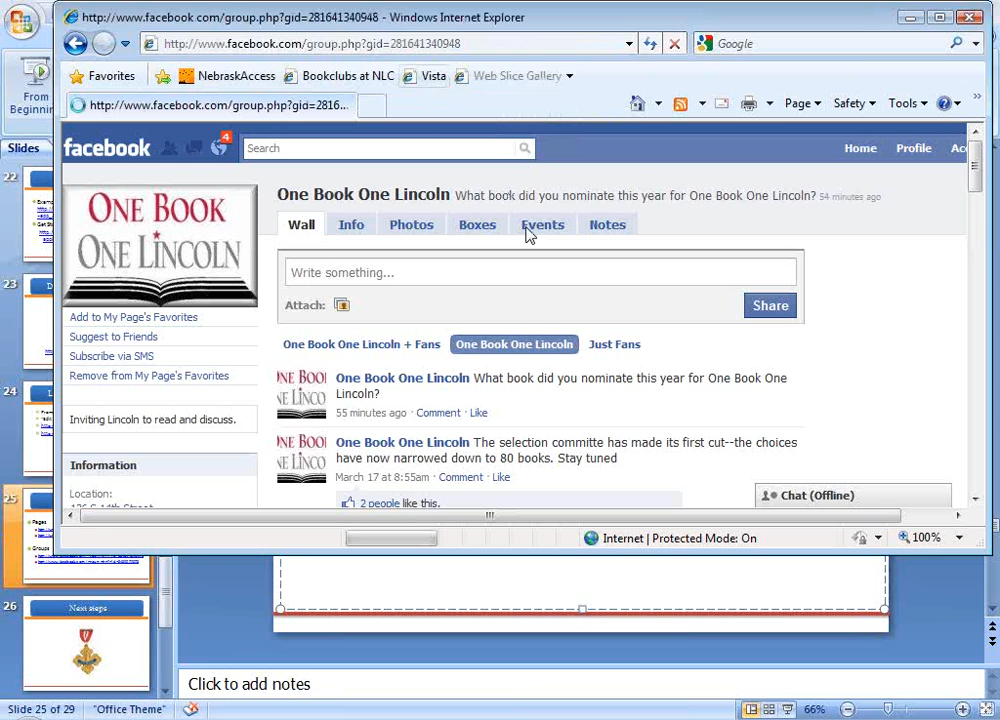 http://www.facebook.com/group.php?gid=281641340948 - Windows Internet Explorer
http://www.facebook.com/group.php?gid=281641340948
Google
Favorites
NebraskAccess
Bookclubs at NLC
Vista
Web Slice Gallery
http://www.facebook.com/group.php?gid=2816...
Page
Safety
Tools
From
Beginnin
Slides
facebook
4
Search
Home
Profile
Ac
ONE BOOK
ONE LINCOLN
One Book One Lincoln What book did you nominate this year for One Book One Lincoln? 54 minutes ago
Wall
Info
Photos
Boxes
Events
Notes
Write something...
Attach:
Share
Add to My Page's Favorites
Suggest to Friends
Subscribe via SMS
Remove from My Page's Favorites
Inviting Lincoln to read and discuss.
Information
Location:
One Book One Lincoln + Fans
One Book One Lincoln
Just Fans
One Book One Lincoln What book did you nominate this year for One Book One
Lincoln?
55 minutes ago · Comment · Like
One Book One Lincoln The selection committe has made its first cut--the choices
have now narrowed down to 80 books. Stay tuned
March 17 at 8:55am · Comment · Like
2 people like this.
Chat (Offline)
Internet | Protected Mode: On
100%
22
23
24
25
Pages
Groups
26
Next steps
Click to add notes
Slide 25 of 29
"Office Theme"
66%